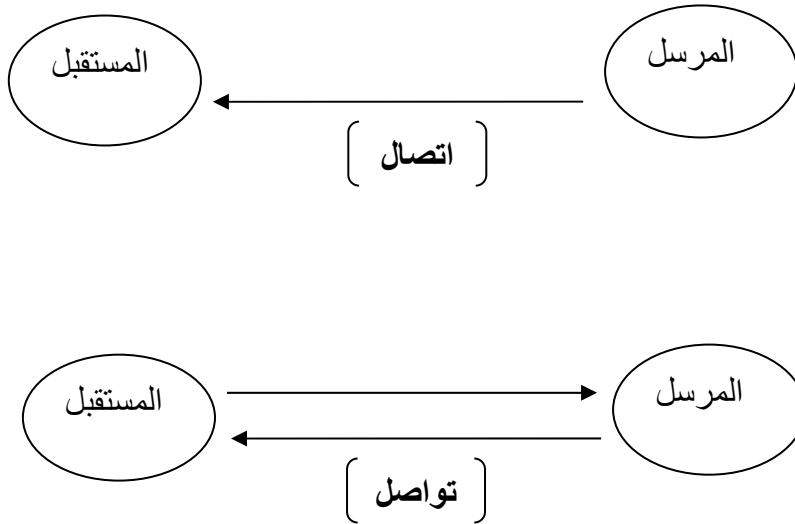 المرسل
المستقبل
اتصال
المرسل
المستقبل
تواصل